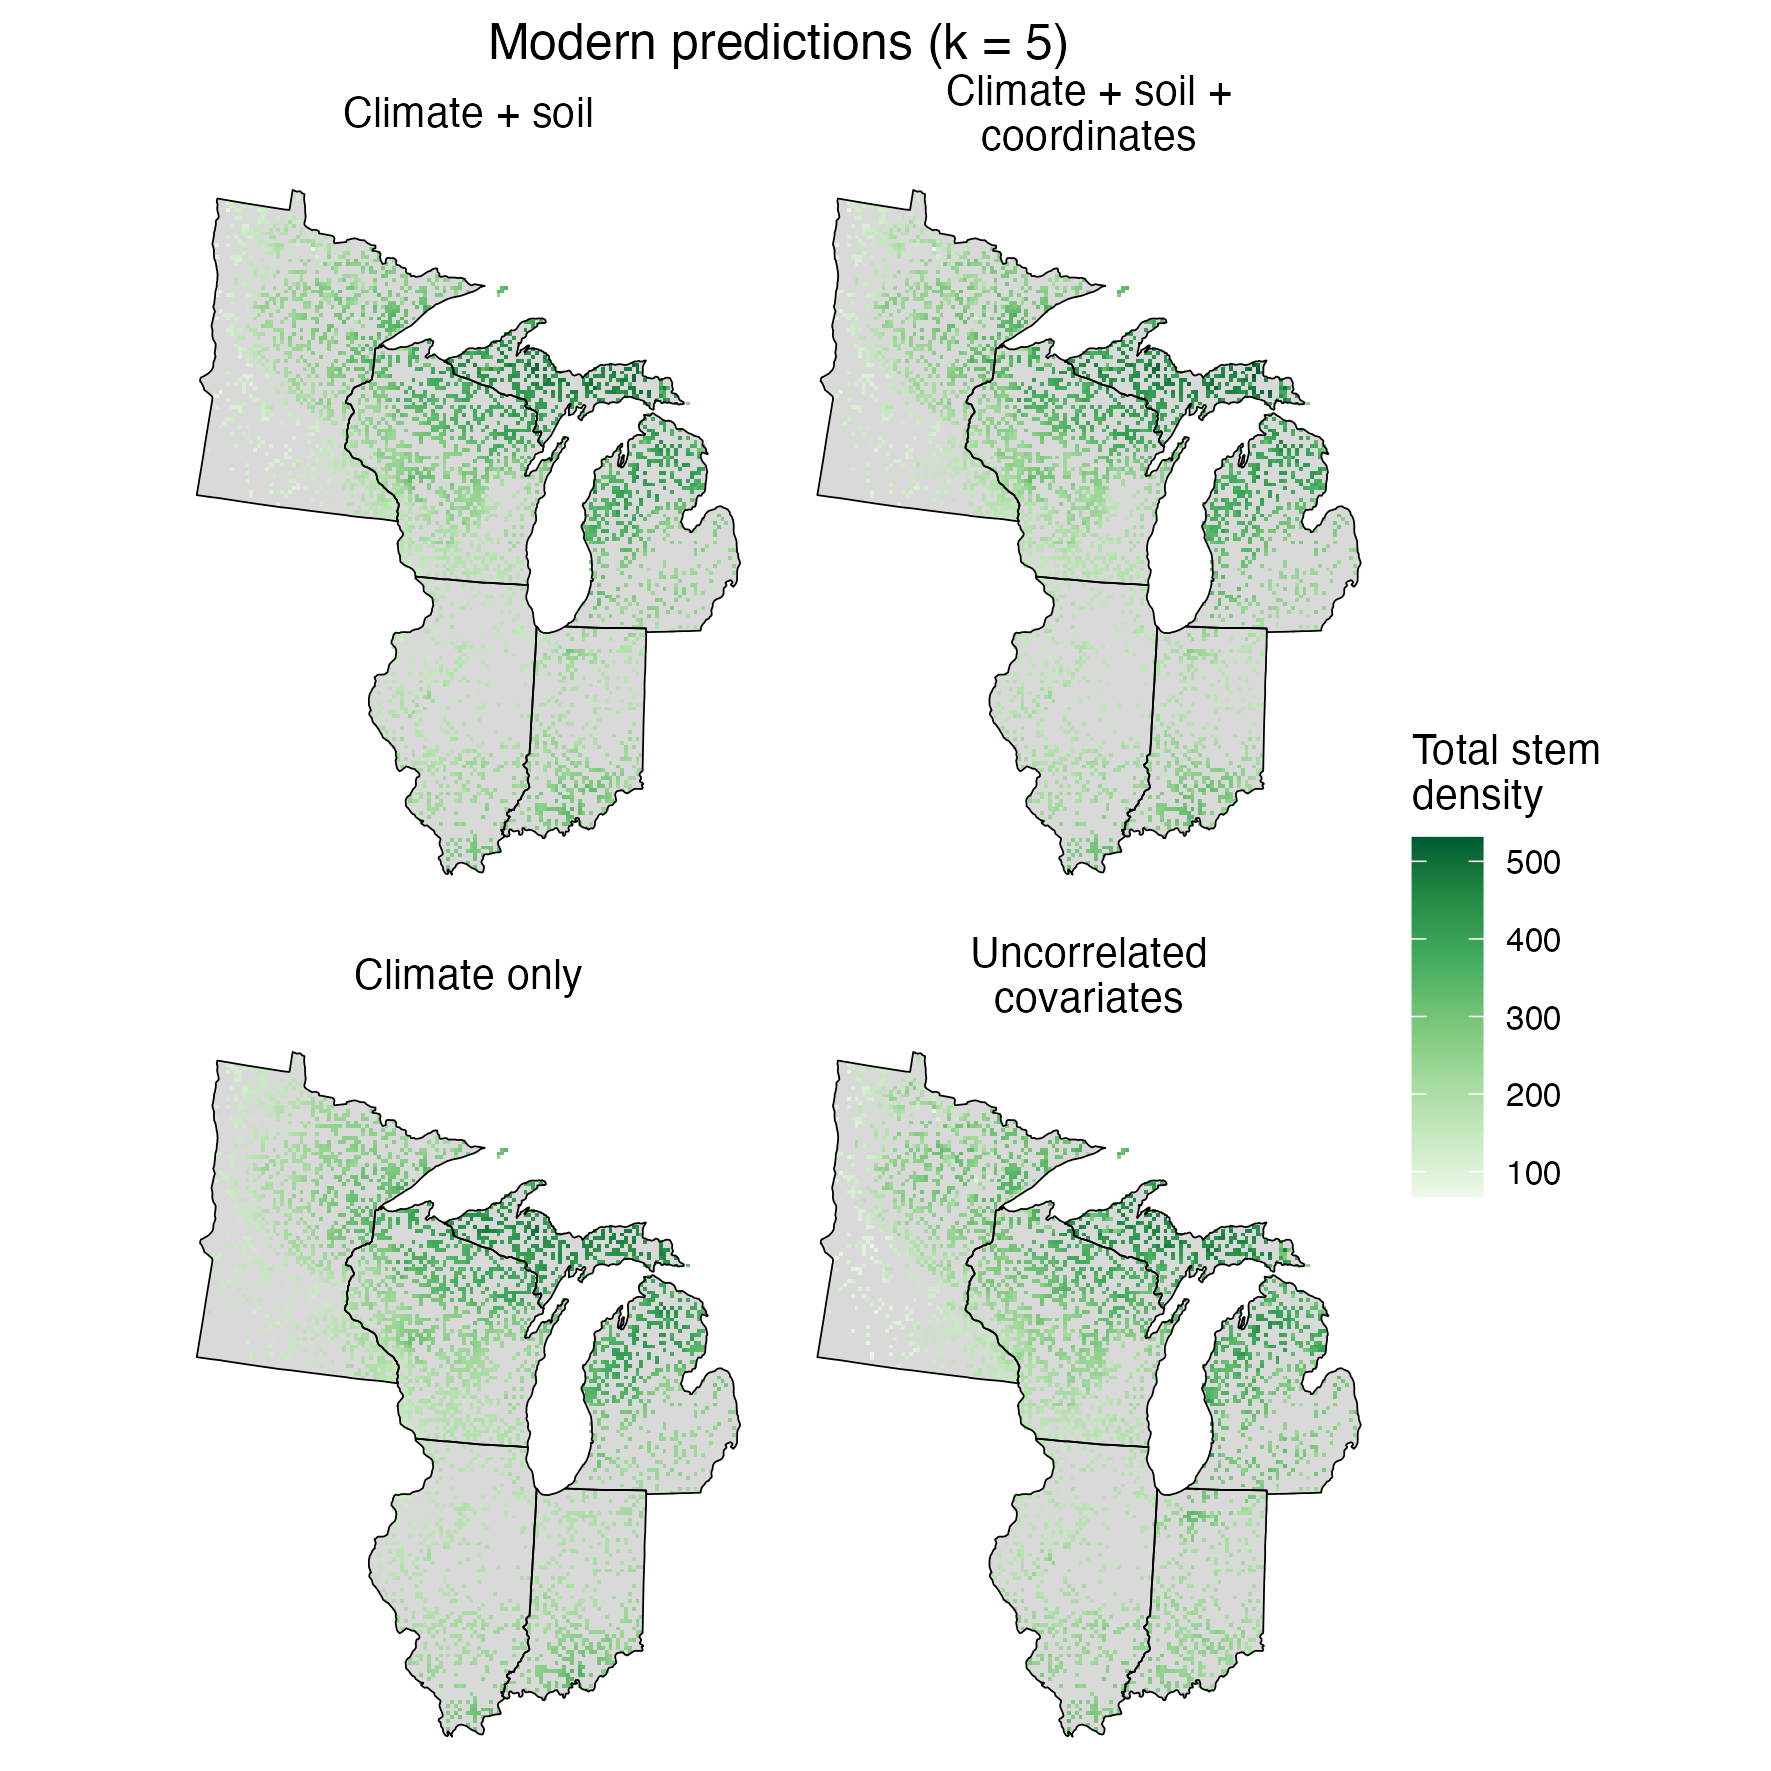 Modern predictions (k = 5)
Climate + soil
Climate + soil +
coordinates
Total stem
density
500
400
300
200
100
Climate only
Uncorrelated
covariates